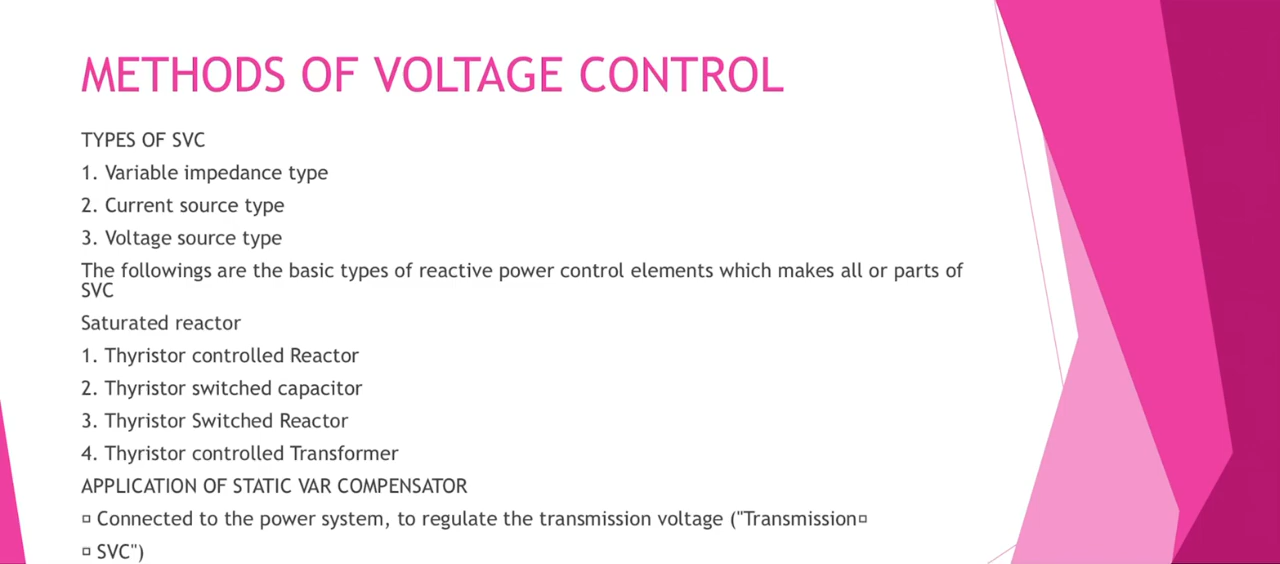 METHODS OF VOLTAGE CONTROL
TYPES OF SVC
1. Variable impedance type
2. Current source type
3. Voltage source type
The followings are the basic types of reactive power control elements which makes all or parts of
SVC
Saturated reactor
1. Thyristor controlled Reactor
2. Thyristor switched capacitor
3. Thyristor Switched Reactor
4. Thyristor controlled Transformer
APPLICATION OF STATIC VAR COMPENSATOR
▯ Connected to the power system, to regulate the transmission voltage ("Transmission▯
▯ SVC")